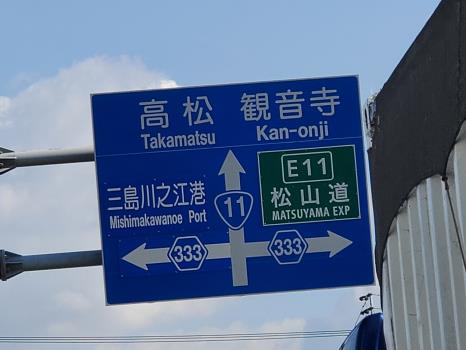 高松 観音寺
Takamatsu Kan-onji
三島川之江港
Mishimakawanoe Port
11
E11
松山道
MATSUYAMA EXP
333 333